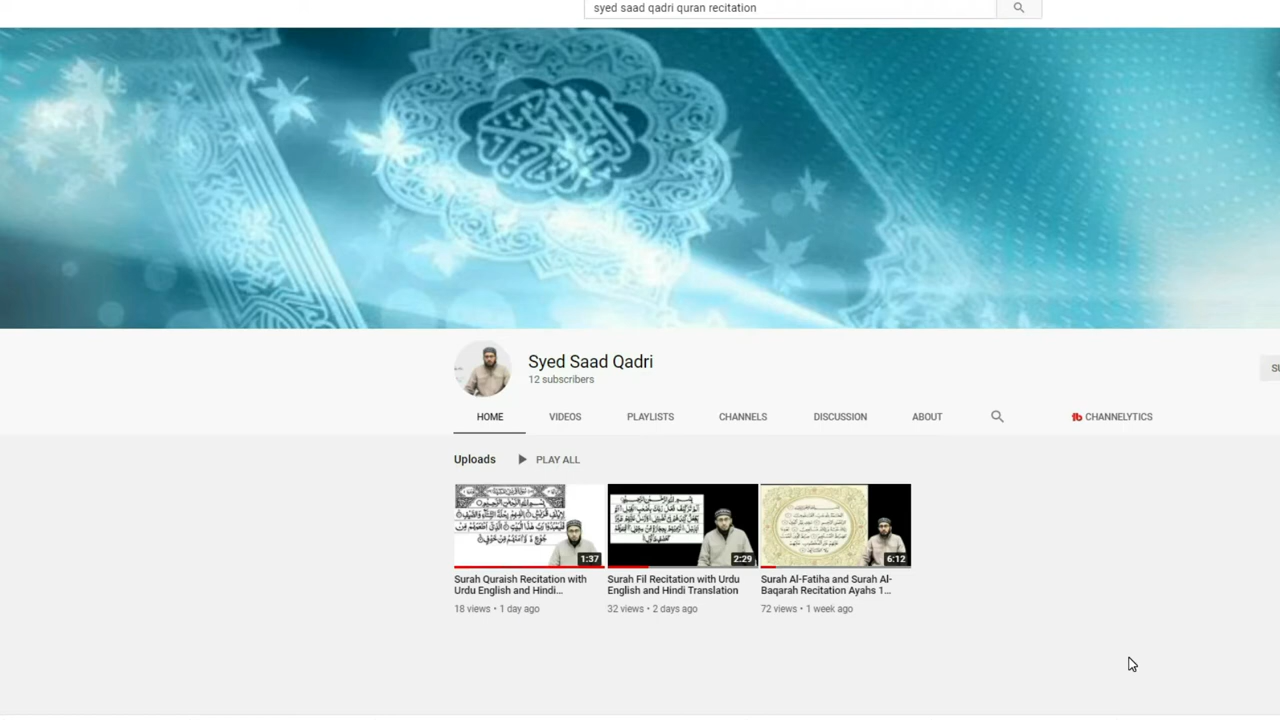 syed saad qadri quran recitation
القرآن الكريم
Syed Saad Qadri
12 subscribers
SU
HOME VIDEOS PLAYLISTS CHANNELS DISCUSSION ABOUT CHANNELYTICS
Uploads PLAY ALL
1:37 2:29 6:12
Surah Quraish Recitation with
Urdu English and Hindi...
18 views • 1 day ago
Surah Fil Recitation with Urdu
English and Hindi Translation
32 views • 2 days ago
Surah Al-Fatiha and Surah Al-
Baqarah Recitation Ayahs 1...
72 views • 1 week ago